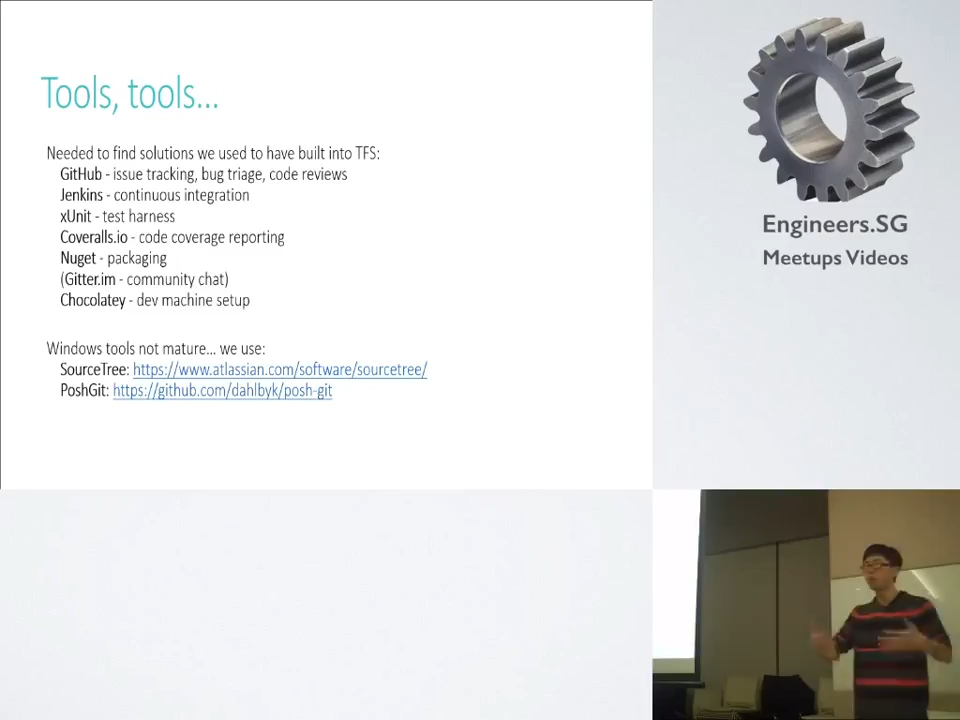 Tools, tools...
Needed to find solutions we used to have built into TFS:
GitHub - issue tracking, bug triage, code reviews
Jenkins - continuous integration
xUnit - test harness
Coveralls.io - code coverage reporting
Nuget - packaging
(Gitter.im - community chat)
Chocolatey - dev machine setup
Windows tools not mature... we use:
SourceTree: https://www.atlassian.com/software/sourcetree/
PoshGit: https://github.com/dahlbyk/posh-git
Engineers.SG
Meetups Videos